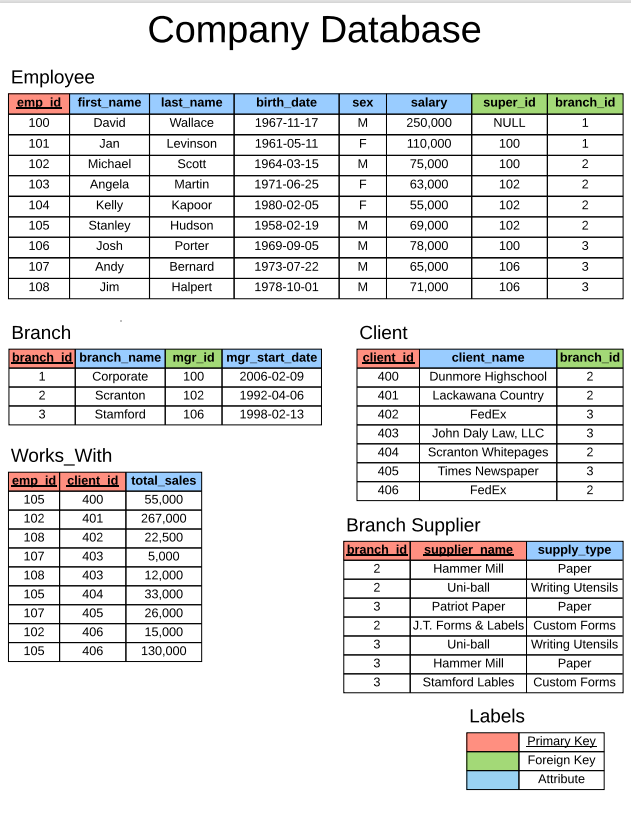 Company Database
Employee
emp_id first_name last_name birth_date sex salary super_id branch_id
100 David Wallace 1967-11-17 M 250,000 NULL 1
101 Jan Levinson 1961-05-11 F 110,000 100 1
102 Michael Scott 1964-03-15 M 75,000 100 2
103 Angela Martin 1971-06-25 F 63,000 102 2
104 Kelly Kapoor 1980-02-05 F 55,000 102 2
105 Stanley Hudson 1958-02-19 M 69,000 102 2
106 Josh Porter 1969-09-05 M 78,000 100 3
107 Andy Bernard 1973-07-22 M 65,000 106 3
108 Jim Halpert 1978-10-01 M 71,000 106 3
Branch
branch_id branch_name mgr_id mgr_start_date
1 Corporate 100 2006-02-09
2 Scranton 102 1992-04-06
3 Stamford 106 1998-02-13
Works_With
emp_id client_id total_sales
105 400 55,000
102 401 267,000
108 402 22,500
107 403 5,000
108 403 12,000
105 404 33,000
107 405 26,000
102 406 15,000
105 406 130,000
Client
client_id client_name branch_id
400 Dunmore Highschool 2
401 Lackawana Country 2
402 FedEx 3
403 John Daly Law, LLC 3
404 Scranton Whitepages 2
405 Times Newspaper 3
406 FedEx 2
Branch Supplier
branch_id supplier_name supply_type
2 Hammer Mill Paper
2 Uni-ball Writing Utensils
3 Patriot Paper Paper
2 J.T. Forms & Labels Custom Forms
3 Uni-ball Writing Utensils
3 Hammer Mill Paper
3 Stamford Lables Custom Forms
Labels
Primary Key
Foreign Key
Attribute